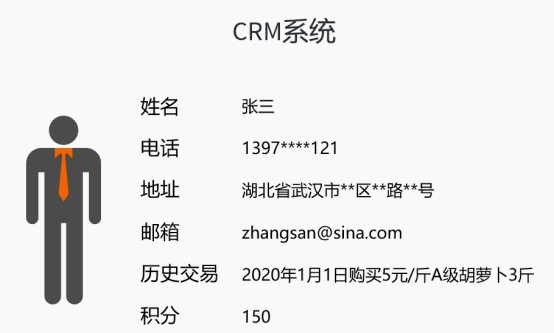 CRM系统
姓名 张三
电话 1397****121
地址 湖北省武汉市**区**路**号
邮箱 zhangsan@sina.com
历史交易 2020年1月1日购买5元/斤A级胡萝卜3斤
积分 150